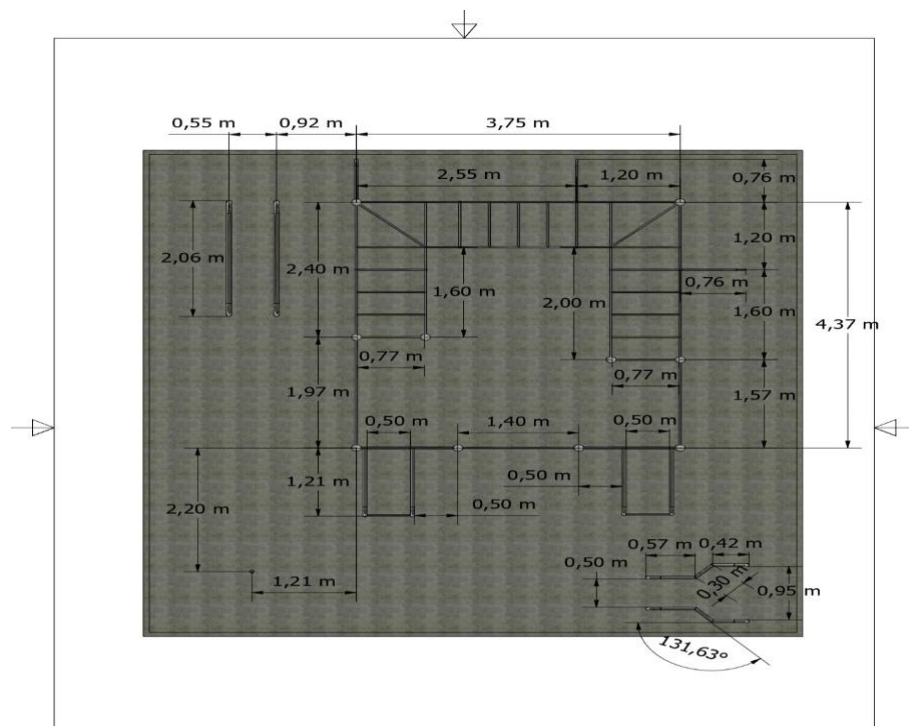 0,55 m
0,92 m
3,75 m
2,55 m
1,20 m
0,76 m
2,06 m
2,40 m
1,20 m
0,76 m
1,60 m
2,00 m
1,60 m
4,37 m
0,77 m
0,77 m
1,97 m
1,57 m
0,50 m
1,40 m
0,50 m
1,21 m
0,50 m
0,50 m
2,20 m
1,21 m
0,57 m
0,42 m
0,50 m
0,30 m
0,95 m
131,63°